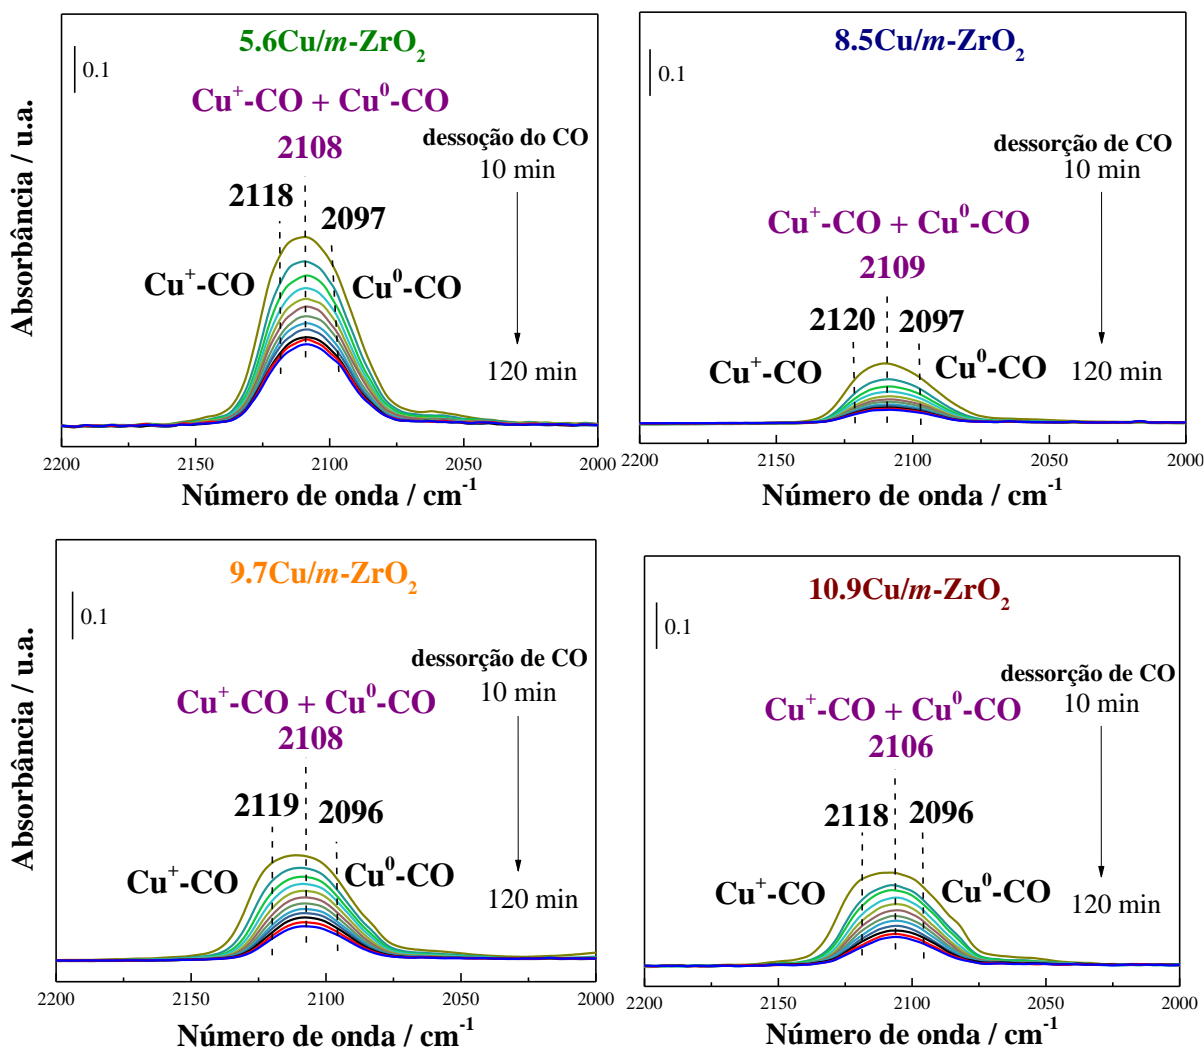 5.6Cu/m-ZrO₂
0.1
Cu⁺-CO + Cu⁰-CO
2108
dessoção do CO
10 min
2118
2097
Cu⁺-CO
Cu⁰-CO
120 min
Absorbância / u.a.
2200 2150 2100 2050 2000
Número de onda / cm⁻¹
8.5Cu/m-ZrO₂
0.1
dessorção de CO
10 min
Cu⁺-CO + Cu⁰-CO
2109
2120 2097
Cu⁺-CO
Cu⁰-CO
120 min
2200 2150 2100 2050 2000
Número de onda / cm⁻¹
9.7Cu/m-ZrO₂
0.1
dessorção de CO
10 min
Cu⁺-CO + Cu⁰-CO
2108
2119 2096
Cu⁺-CO
Cu⁰-CO
120 min
Absorbância / u.a.
2200 2150 2100 2050 2000
Número de onda / cm⁻¹
10.9Cu/m-ZrO₂
0.1
dessorção de CO
10 min
Cu⁺-CO + Cu⁰-CO
2106
2118 2096
Cu⁺-CO
Cu⁰-CO
120 min
2200 2150 2100 2050 2000
Número de onda / cm⁻¹